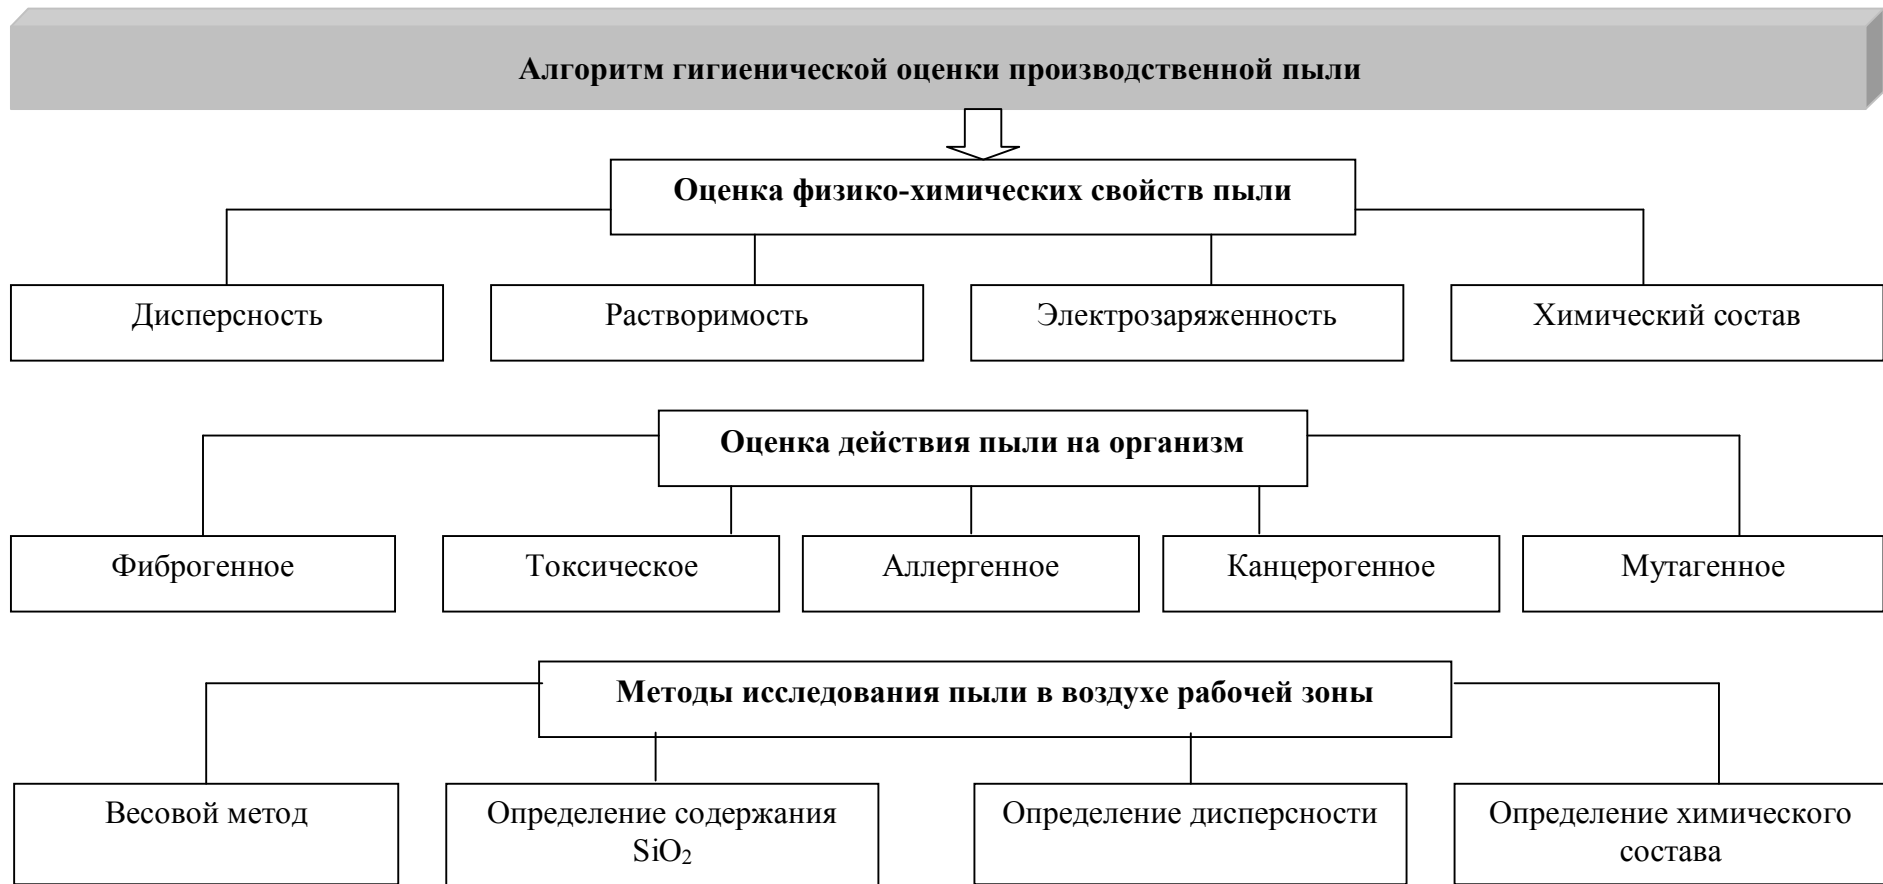 Алгоритм гигиенической оценки производственной пыли
Оценка физико-химических свойств пыли
Дисперсность
Растворимость
Электрозаряженность
Химический состав
Оценка действия пыли на организм
Фиброгенное
Токсическое
Аллергенное
Канцерогенное
Мутагенное
Методы исследования пыли в воздухе рабочей зоны
Весовой метод
Определение содержания
SiO₂
Определение дисперсности
Определение химического
состава